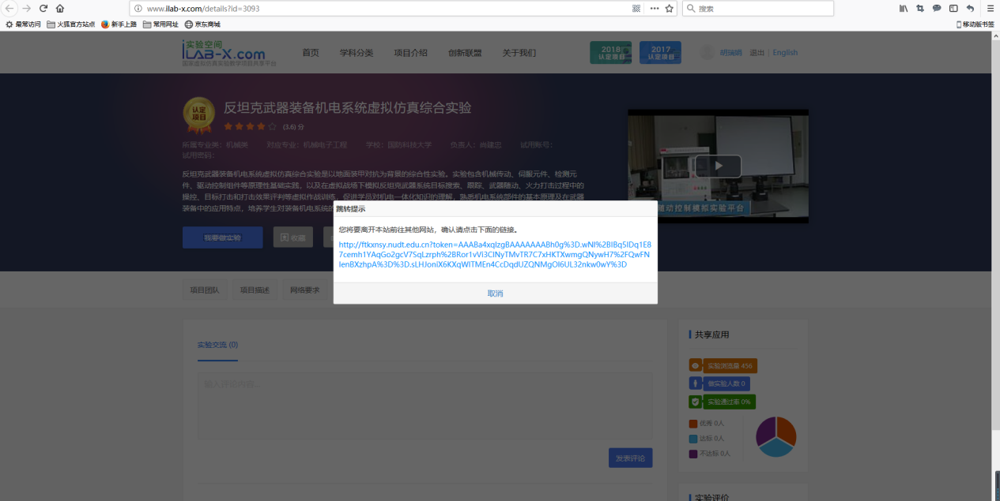 www.ilab-x.com/details?id=3093
搜索
最常访问 火狐官方站点 新手上路 常用网址 京东商城
移动版书签
实验空间
iLAB-X.com
国家虚拟仿真实验教学项目共享平台
首页 学科分类 项目介绍 创新联盟 关于我们
2018
认定项目
2017
认定项目
胡瑞娟 退出 | English
认定
项目
反坦克武器装备机电系统虚拟仿真综合实验
(3.6) 分
所属专业类：机械类 对应专业：机械电子工程 学校：国防科技大学 负责人：尚建忠 试用账号：
试用密码：
反坦克武器装备机电系统虚拟仿真综合实验是以地面装甲对抗为背景的综合性实验。实验包含机械传动、伺服元件、检测元
件、驱动控制组件等原理性基础实践，以及在虚拟战场下模拟反坦克武器系统目标搜索、跟踪、武器随动、火力打击过程中的
操控、目标打击和打击效果评判等虚拟作战训练，促进学员对机电一体化知识的理解，熟悉机电系统部件的基本原理及在武器
装备中的应用特点，培养学生对装备机电系统的
随动控制模拟实验平台
我要做实验
收藏
跳转提示
您将要离开本站前往其他网站，确认请点击下面的链接。
http://ftkxnsy.nudt.edu.cn?token=AAABa4xqlzgBAAAAAAABh0g%3D.wNI%2BIBq5IDq1E8
7cemh1YAqGo2gcV7SqLzrph%2BRor1vVi3CINyTMvTR7C7xHKTXwmgQNywH7%2FQwFN
IenBXzhpA%3D%3D.sLHJoniX6KXqWITMEn4CcDqdUZQNMgOI6UL32nkw0wY%3D
取消
项目团队 项目描述 网络要求
实验交流 (0)
输入评论内容...
发表评论
共享应用
实验浏览量 456
做实验人数 0
实验通过率 0%
优秀 0人
达标 0人
不达标 0人
实验评价